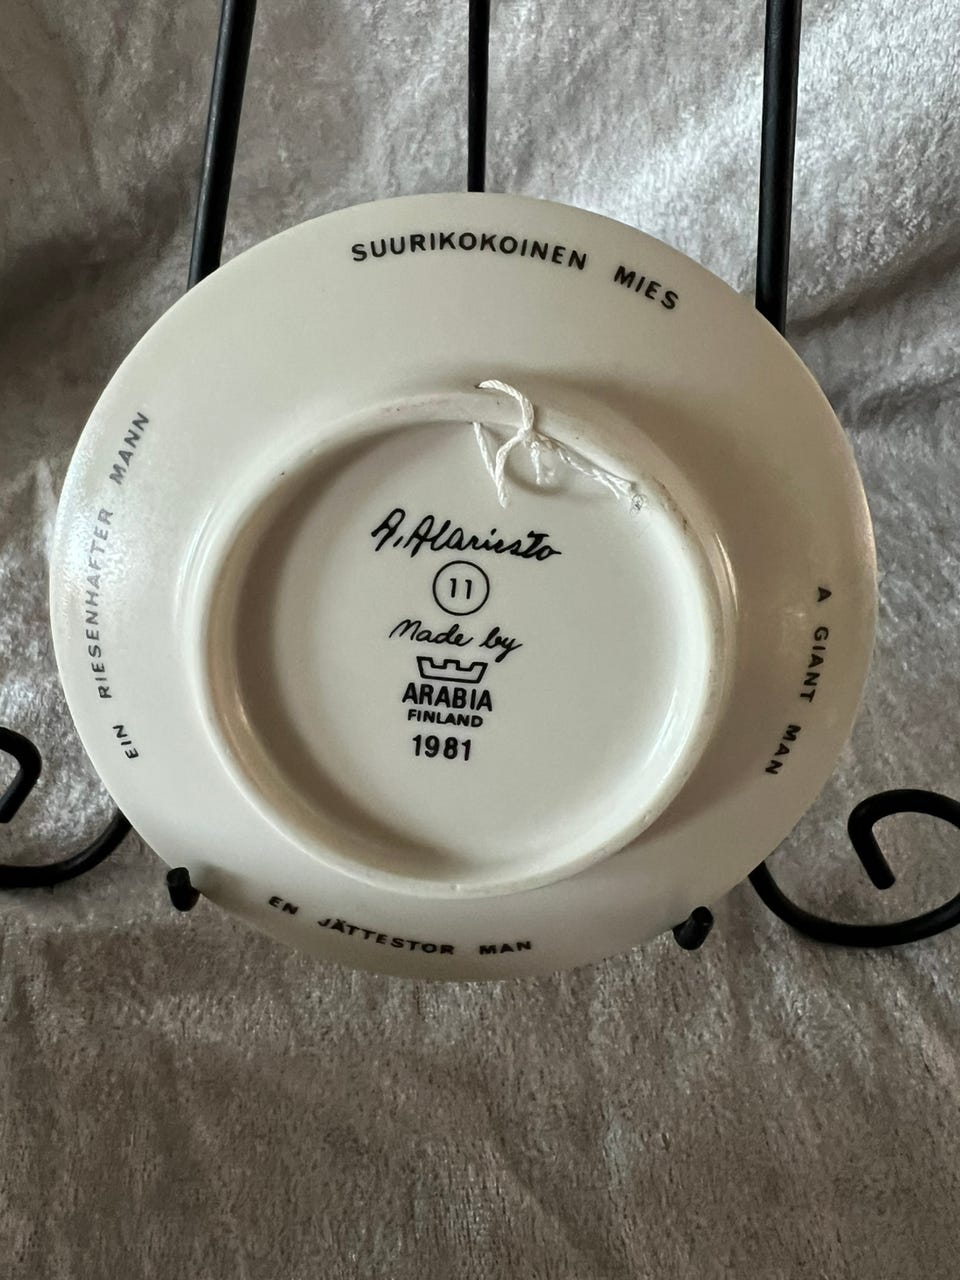 SUURIKOKOINEN MIES
A GIANT MAN
EN JÄTTESTOR MAN
EIN RIESENHAFTER MANN
A. Alariesto
11
Made by
ARABIA
FINLAND
1981